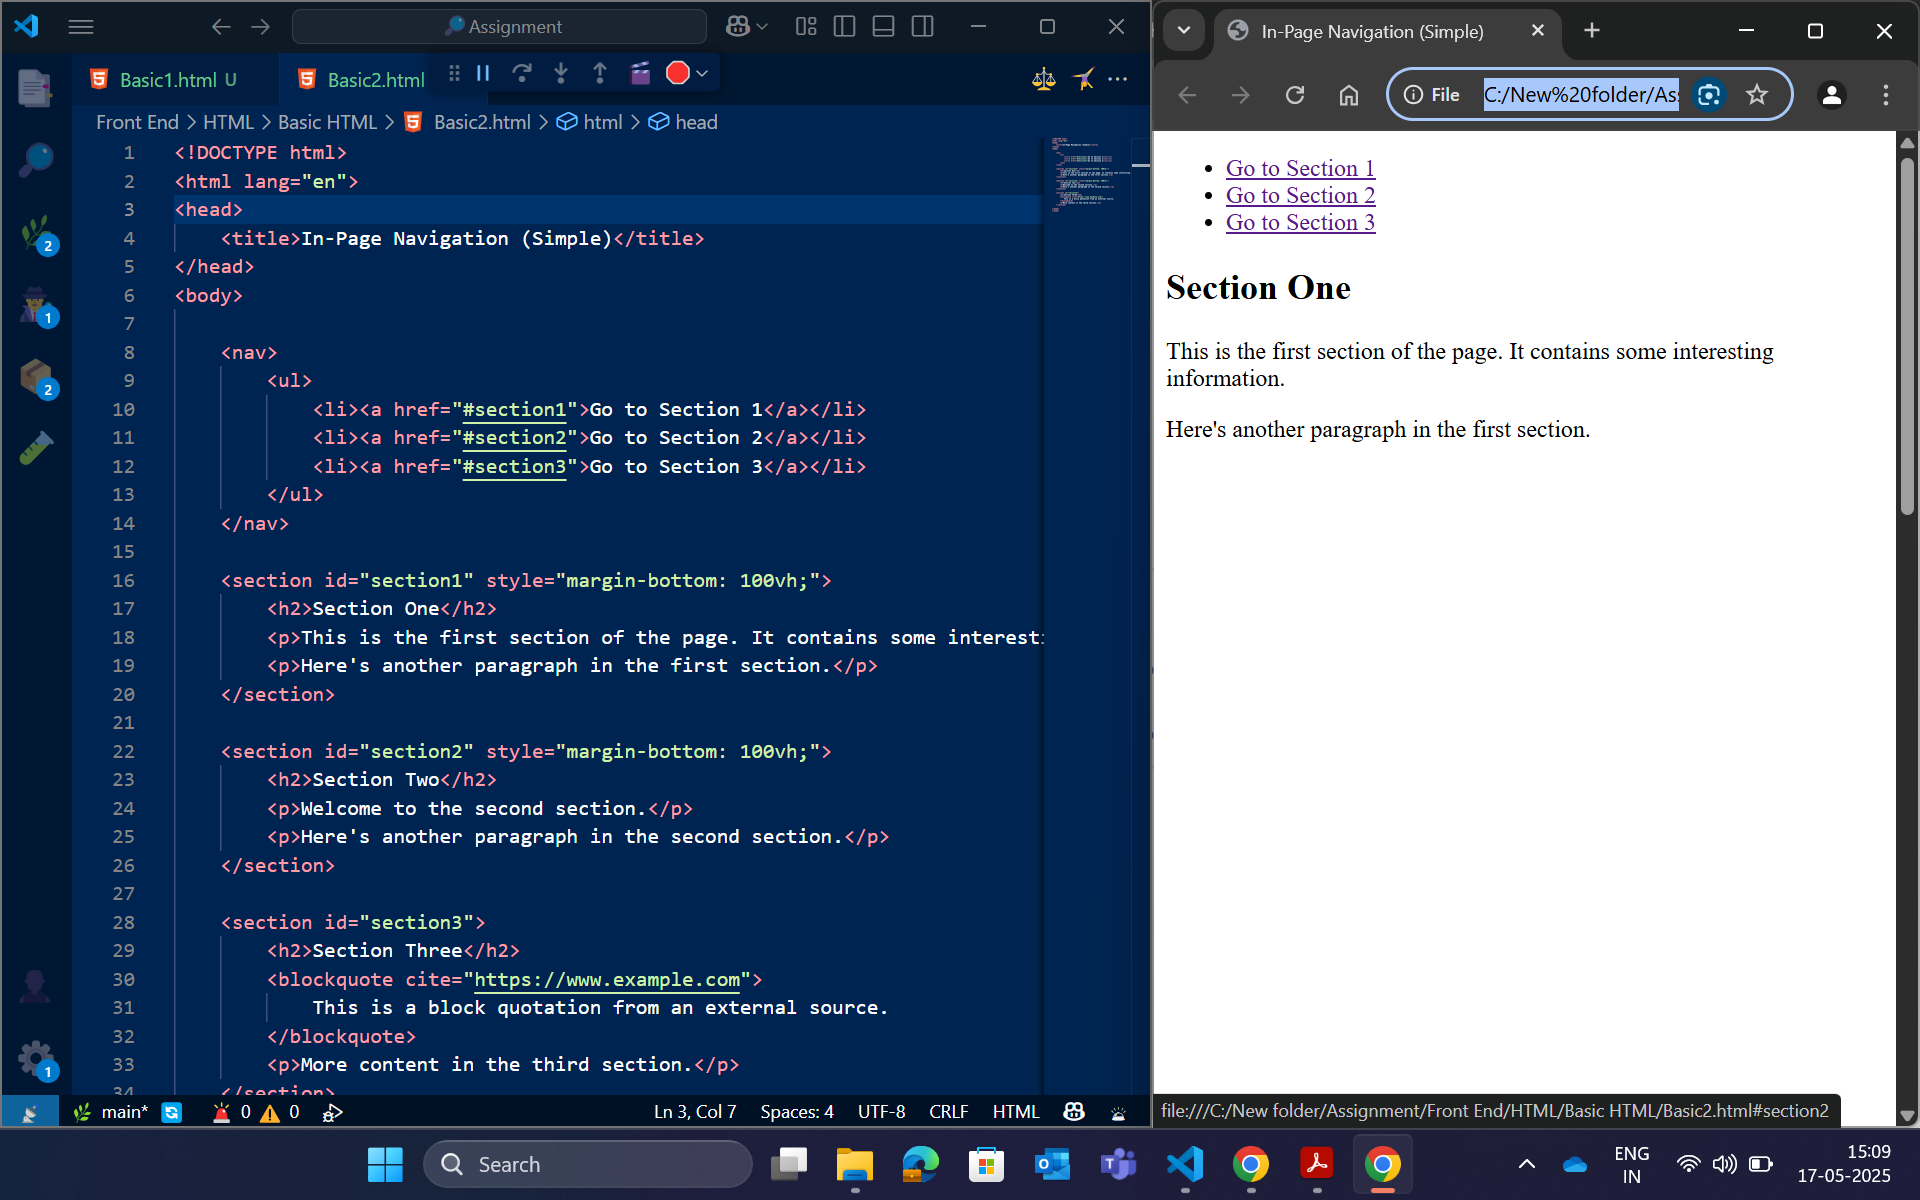 Assignment
Basic1.html U
Basic2.html
Front End > HTML > Basic HTML > Basic2.html > html > head
1 <!DOCTYPE html>
2 <html lang="en">
3 <head>
4 <title>In-Page Navigation (Simple)</title>
5 </head>
6 <body>
7
8 <nav>
9 <ul>
10 <li><a href="#section1">Go to Section 1</a></li>
11 <li><a href="#section2">Go to Section 2</a></li>
12 <li><a href="#section3">Go to Section 3</a></li>
13 </ul>
14 </nav>
15
16 <section id="section1" style="margin-bottom: 100vh;">
17 <h2>Section One</h2>
18 <p>This is the first section of the page. It contains some interest
19 <p>Here's another paragraph in the first section.</p>
20 </section>
21
22 <section id="section2" style="margin-bottom: 100vh;">
23 <h2>Section Two</h2>
24 <p>Welcome to the second section.</p>
25 <p>Here's another paragraph in the second section.</p>
26 </section>
27
28 <section id="section3">
29 <h2>Section Three</h2>
30 <blockquote cite="https://www.example.com">
31 This is a block quotation from an external source.
32 </blockquote>
33 <p>More content in the third section.</p>
34 </section>
2
1
2
1
main* 0 0 Ln 3, Col 7 Spaces: 4 UTF-8 CRLF HTML
In-Page Navigation (Simple)
File C:/New%20folder/As
Go to Section 1
Go to Section 2
Go to Section 3
Section One
This is the first section of the page. It contains some interesting
information.
Here's another paragraph in the first section.
file:///C:/New folder/Assignment/Front End/HTML/Basic HTML/Basic2.html#section2
Search
ENG
IN
15:09
17-05-2025